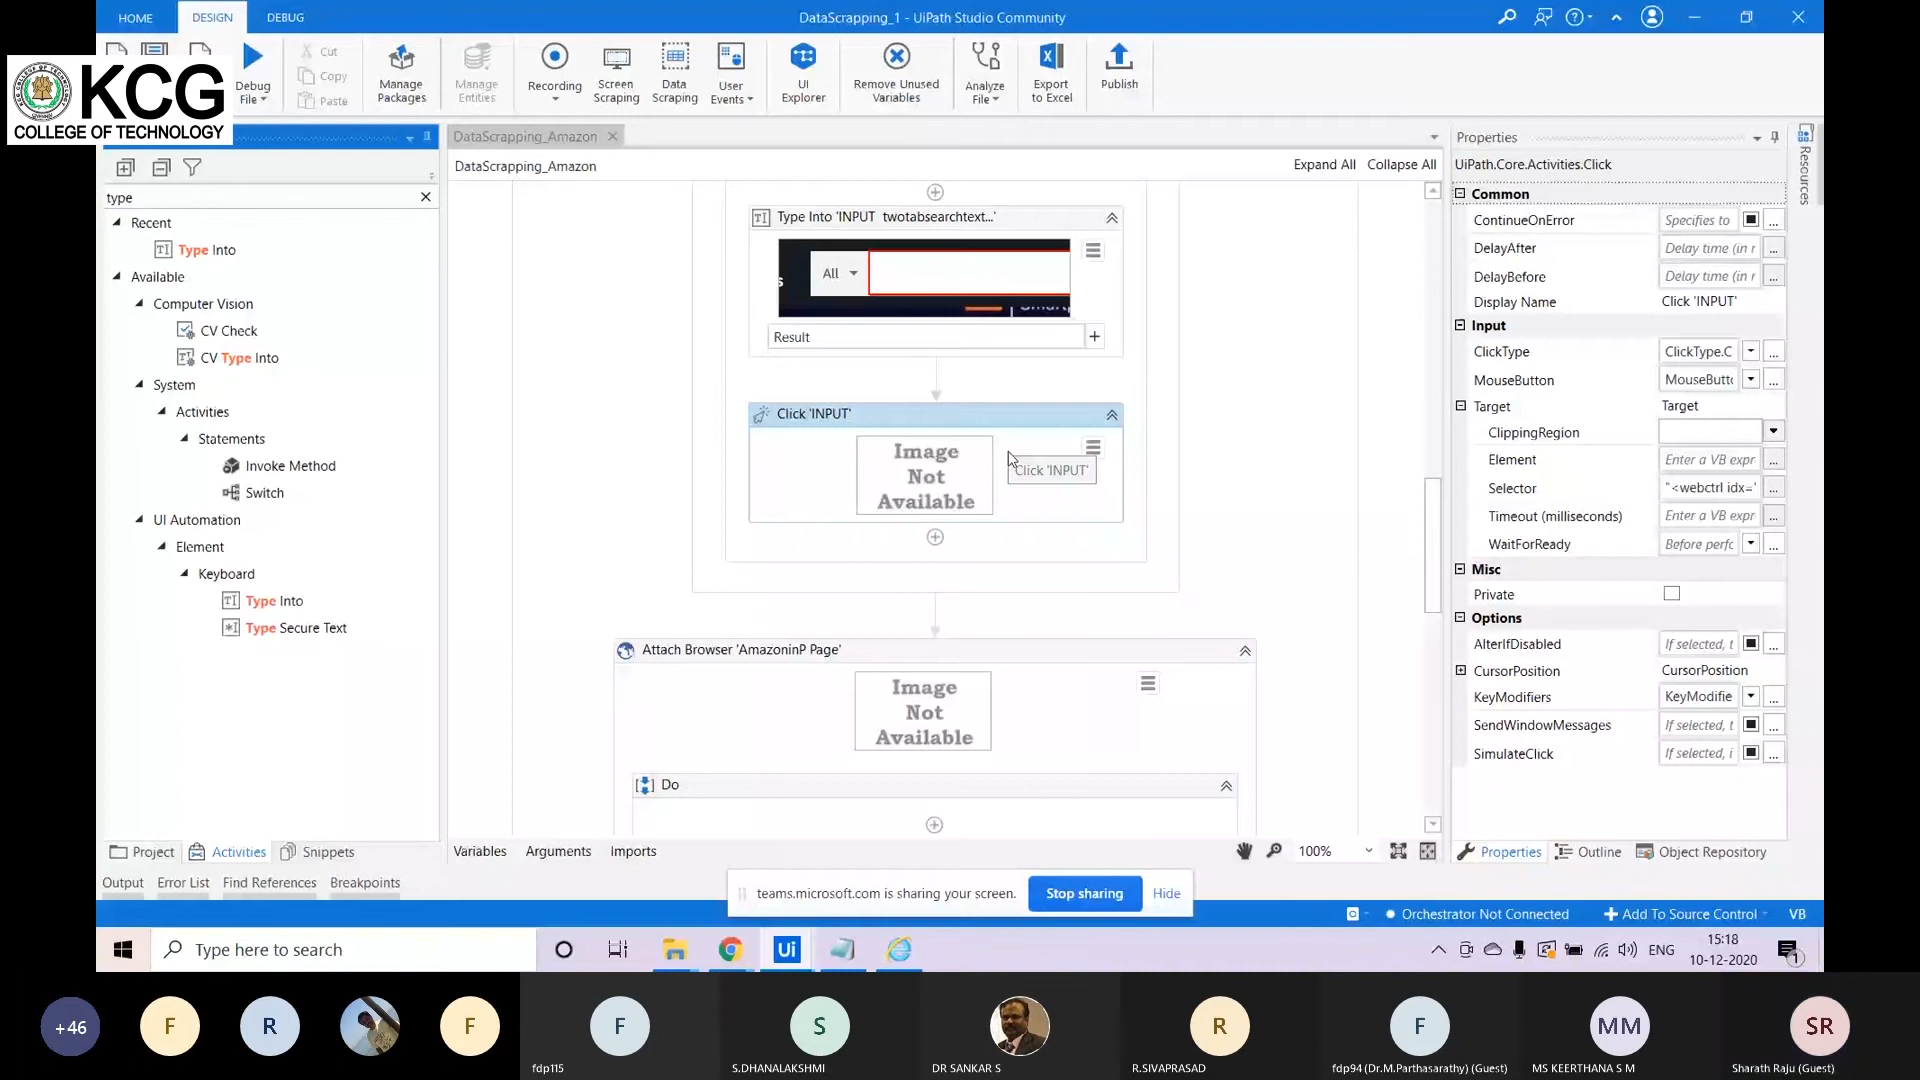 HOME
DESIGN
DEBUG
DataScrapping_1 - UiPath Studio Community
KCG
COLLEGE OF TECHNOLOGY
Debug
File
Cut
Copy
Paste
Manage
Packages
Manage
Entities
Recording
Screen
Scraping
Data
Scraping
User
Events
UI
Explorer
Remove Unused
Variables
Analyze
File
Export
to Excel
Publish
type
Recent
Type Into
Available
Computer Vision
CV Check
CV Type Into
System
Activities
Statements
Invoke Method
Switch
UI Automation
Element
Keyboard
Type Into
Type Secure Text
Project
Activities
Snippets
DataScrapping_Amazon
DataScrapping_Amazon
Expand All
Collapse All
Type Into 'INPUT twotabsearchtext...'
All
Result
Click 'INPUT'
Image
Not
Available
Click 'INPUT'
Attach Browser 'AmazoninP Page'
Image
Not
Available
Do
Variables
Arguments
Imports
100%
Properties
UiPath.Core.Activities.Click
Common
ContinueOnError Specifies to
DelayAfter Delay time (in r
DelayBefore Delay time (in r
Display Name Click 'INPUT'
Input
ClickType ClickType.C
MouseButton MouseButt
Target Target
ClippingRegion
Element Enter a VB expr
Selector "<webctrl idx='
Timeout (milliseconds) Enter a VB expr
WaitForReady Before perfc
Misc
Private
Options
AlterIfDisabled If selected, t
CursorPosition CursorPosition
KeyModifiers KeyModifie
SendWindowMessages If selected, t
SimulateClick If selected, i
Properties
Outline
Object Repository
Resources
Output
Error List
Find References
Breakpoints
teams.microsoft.com is sharing your screen.
Stop sharing
Hide
Orchestrator Not Connected
Add To Source Control
VB
Type here to search
Ui
ENG
15:18
10-12-2020
1
+46
F
R
F
F
fdp115
S
S.DHANALAKSHMI
DR SANKAR S
R
R.SIVAPRASAD
F
fdp94 (Dr.M.Parthasarathy) (Guest)
MM
MS KEERTHANA S M
SR
Sharath Raju (Guest)